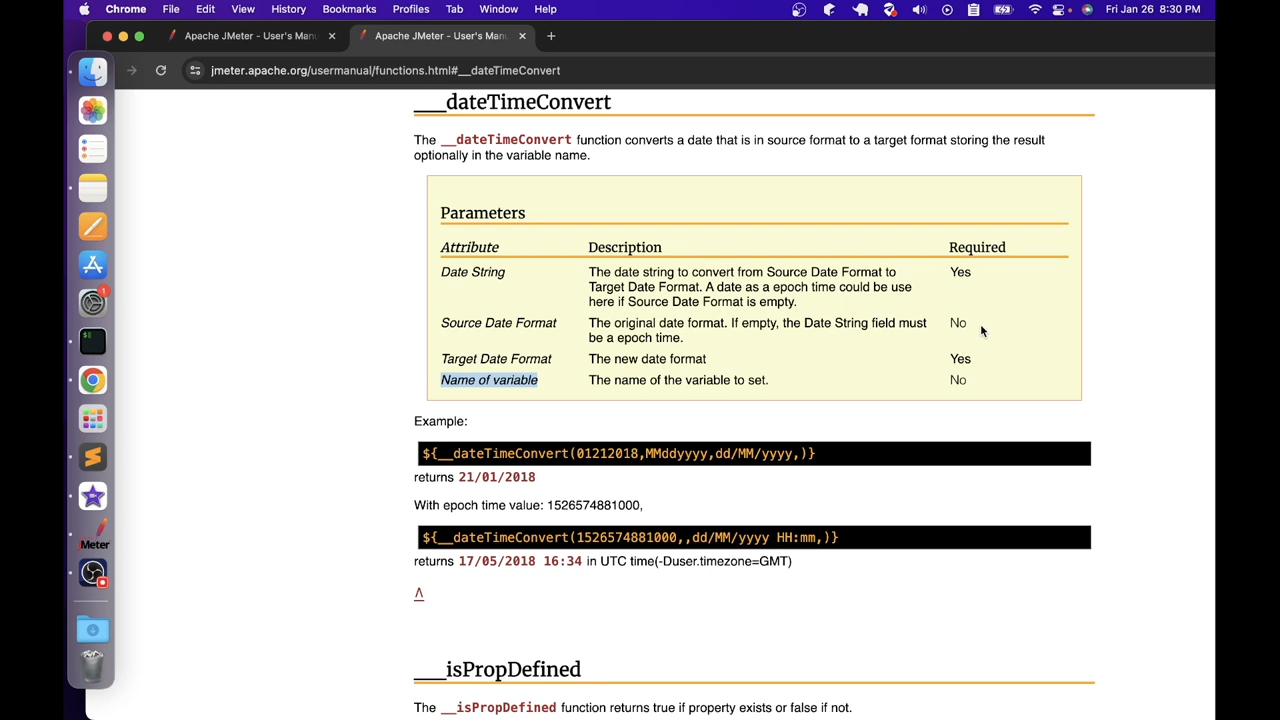 Chrome File Edit View History Bookmarks Profiles Tab Window Help Fri Jan 26 8:30 PM
Apache JMeter - User's Manu Apache JMeter - User's Manu
jmeter.apache.org/usermanual/functions.html#__dateTimeConvert
__dateTimeConvert
The __dateTimeConvert function converts a date that is in source format to a target format storing the result
optionally in the variable name.
Parameters
Attribute Description Required
Date String The date string to convert from Source Date Format to Yes
Target Date Format. A date as a epoch time could be use
here if Source Date Format is empty.
Source Date Format The original date format. If empty, the Date String field must No
be a epoch time.
Target Date Format The new date format Yes
Name of variable The name of the variable to set. No
Example:
${__dateTimeConvert(01212018,MMddyyyy,dd/MM/yyyy,)}
returns 21/01/2018
With epoch time value: 1526574881000,
${__dateTimeConvert(1526574881000,,dd/MM/yyyy HH:mm,)}
returns 17/05/2018 16:34 in UTC time(-Duser.timezone=GMT)
^
__isPropDefined
The __isPropDefined function returns true if property exists or false if not.
1
$
JMeter